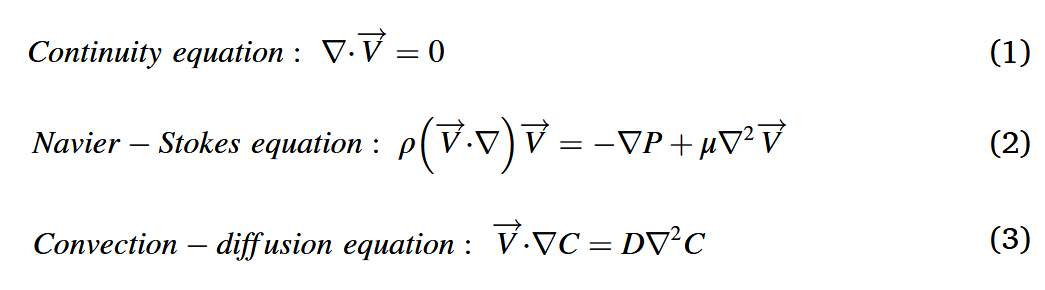 Continuity equation : ∇·V⃗ = 0 (1)
Navier − Stokes equation : ρ(V⃗·∇)V⃗ = −∇P + μ∇²V⃗ (2)
Convection − diffusion equation : V⃗·∇C = D∇²C (3)